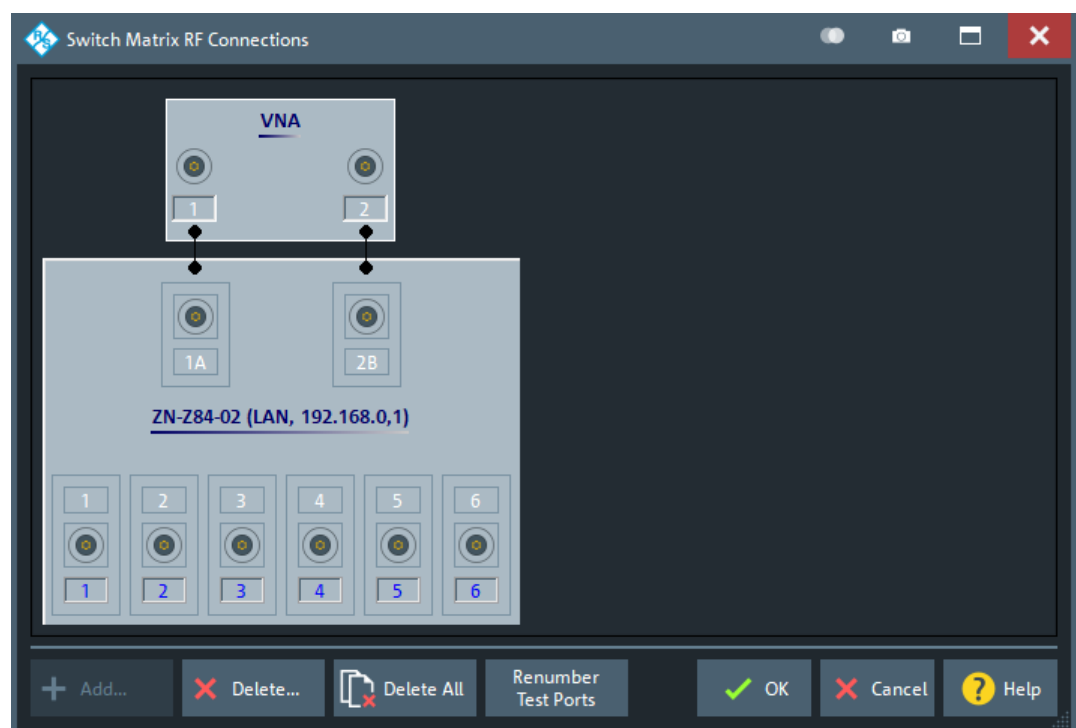 Switch Matrix RF Connections
VNA
1 2
1A 2B
ZN-Z84-02 (LAN, 192.168.0,1)
1 2 3 4 5 6
1 2 3 4 5 6
Add... Delete... Delete All Renumber
Test Ports OK Cancel ? Help